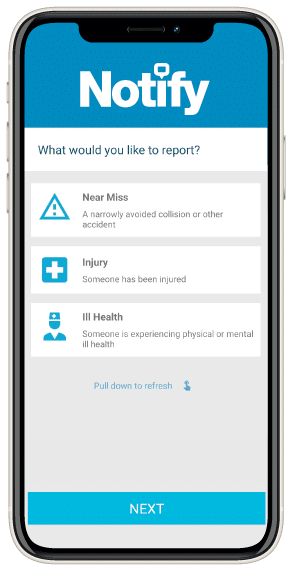 Notify
What would you like to report?
Near Miss
A narrowly avoided collision or other
accident
Injury
Someone has been injured
Ill Health
Someone is experiencing physical or mental
ill health
Pull down to refresh
NEXT